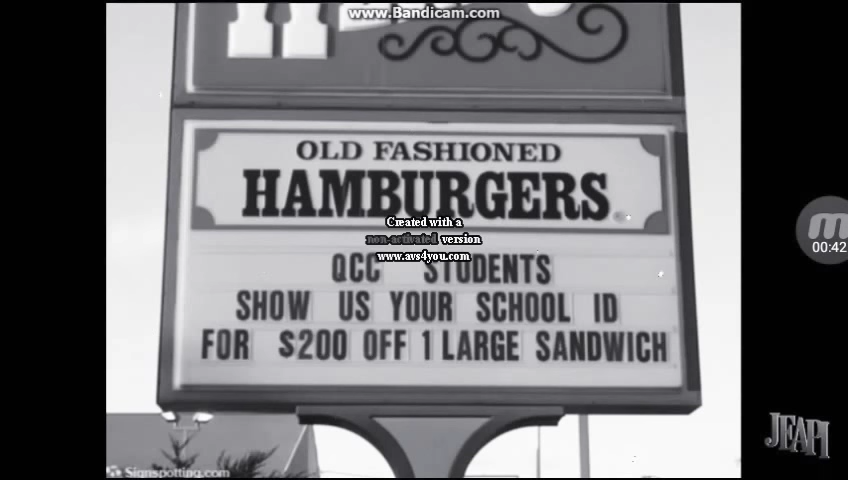 www.Bandicam.com
OLD FASHIONED
HAMBURGERS
Created with a
non-activated version
www.avs4you.com
QCC STUDENTS
SHOW US YOUR SCHOOL ID
FOR $200 OFF 1 LARGE SANDWICH
00:42
JFAPI
Signspotting.com